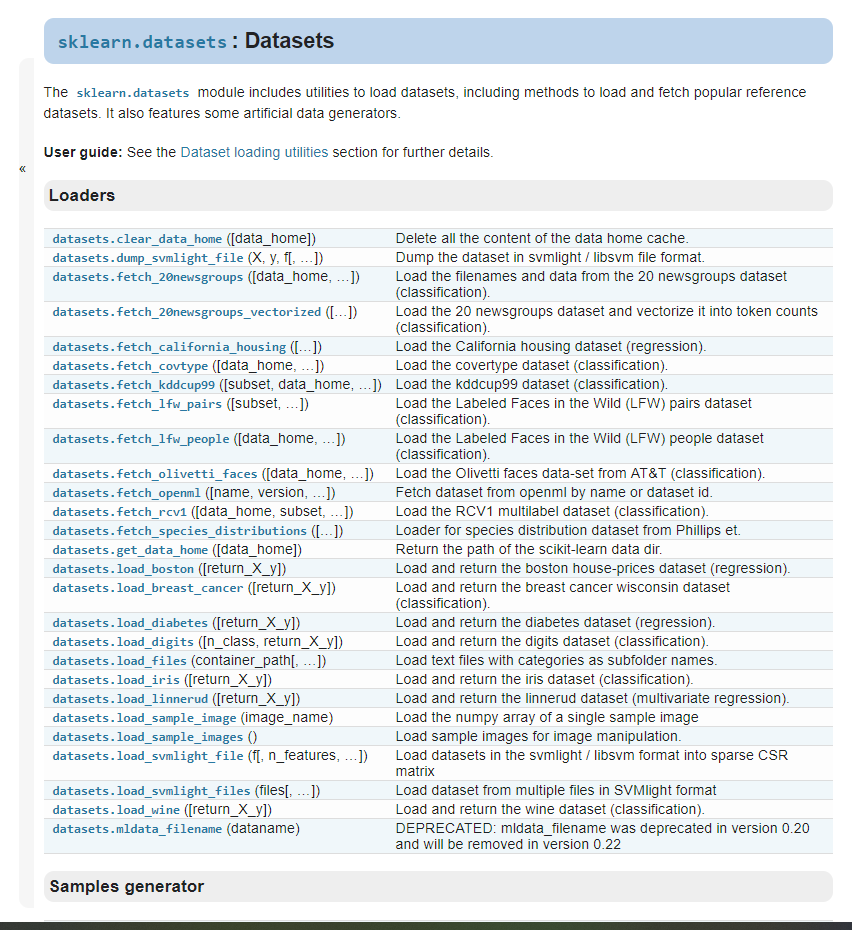 sklearn.datasets: Datasets
The sklearn.datasets module includes utilities to load datasets, including methods to load and fetch popular reference
datasets. It also features some artificial data generators.
User guide: See the Dataset loading utilities section for further details.
«
Loaders
datasets.clear_data_home ([data_home]) Delete all the content of the data home cache.
datasets.dump_svmlight_file (X, y, f[, …]) Dump the dataset in svmlight / libsvm file format.
datasets.fetch_20newsgroups ([data_home, …]) Load the filenames and data from the 20 newsgroups dataset
(classification).
datasets.fetch_20newsgroups_vectorized ([…]) Load the 20 newsgroups dataset and vectorize it into token counts
(classification).
datasets.fetch_california_housing ([…]) Load the California housing dataset (regression).
datasets.fetch_covtype ([data_home, …]) Load the covertype dataset (classification).
datasets.fetch_kddcup99 ([subset, data_home, …]) Load the kddcup99 dataset (classification).
datasets.fetch_lfw_pairs ([subset, …]) Load the Labeled Faces in the Wild (LFW) pairs dataset
(classification).
datasets.fetch_lfw_people ([data_home, …]) Load the Labeled Faces in the Wild (LFW) people dataset
(classification).
datasets.fetch_olivetti_faces ([data_home, …]) Load the Olivetti faces data-set from AT&T (classification).
datasets.fetch_openml ([name, version, …]) Fetch dataset from openml by name or dataset id.
datasets.fetch_rcv1 ([data_home, subset, …]) Load the RCV1 multilabel dataset (classification).
datasets.fetch_species_distributions ([…]) Loader for species distribution dataset from Phillips et.
datasets.get_data_home ([data_home]) Return the path of the scikit-learn data dir.
datasets.load_boston ([return_X_y]) Load and return the boston house-prices dataset (regression).
datasets.load_breast_cancer ([return_X_y]) Load and return the breast cancer wisconsin dataset
(classification).
datasets.load_diabetes ([return_X_y]) Load and return the diabetes dataset (regression).
datasets.load_digits ([n_class, return_X_y]) Load and return the digits dataset (classification).
datasets.load_files (container_path[, …]) Load text files with categories as subfolder names.
datasets.load_iris ([return_X_y]) Load and return the iris dataset (classification).
datasets.load_linnerud ([return_X_y]) Load and return the linnerud dataset (multivariate regression).
datasets.load_sample_image (image_name) Load the numpy array of a single sample image
datasets.load_sample_images () Load sample images for image manipulation.
datasets.load_svmlight_file (f[, n_features, …]) Load datasets in the svmlight / libsvm format into sparse CSR
matrix
datasets.load_svmlight_files (files[, …]) Load dataset from multiple files in SVMlight format
datasets.load_wine ([return_X_y]) Load and return the wine dataset (classification).
datasets.mldata_filename (dataname) DEPRECATED: mldata_filename was deprecated in version 0.20
and will be removed in version 0.22
Samples generator